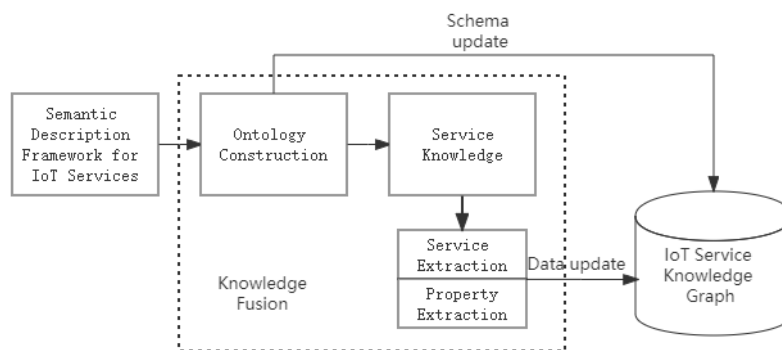 Schema
update
Semantic
Description
Framework for
IoT Services
Ontology
Construction
Service
Knowledge
Service
Extraction
Property
Extraction
Knowledge
Fusion
Data update
IoT Service
Knowledge
Graph